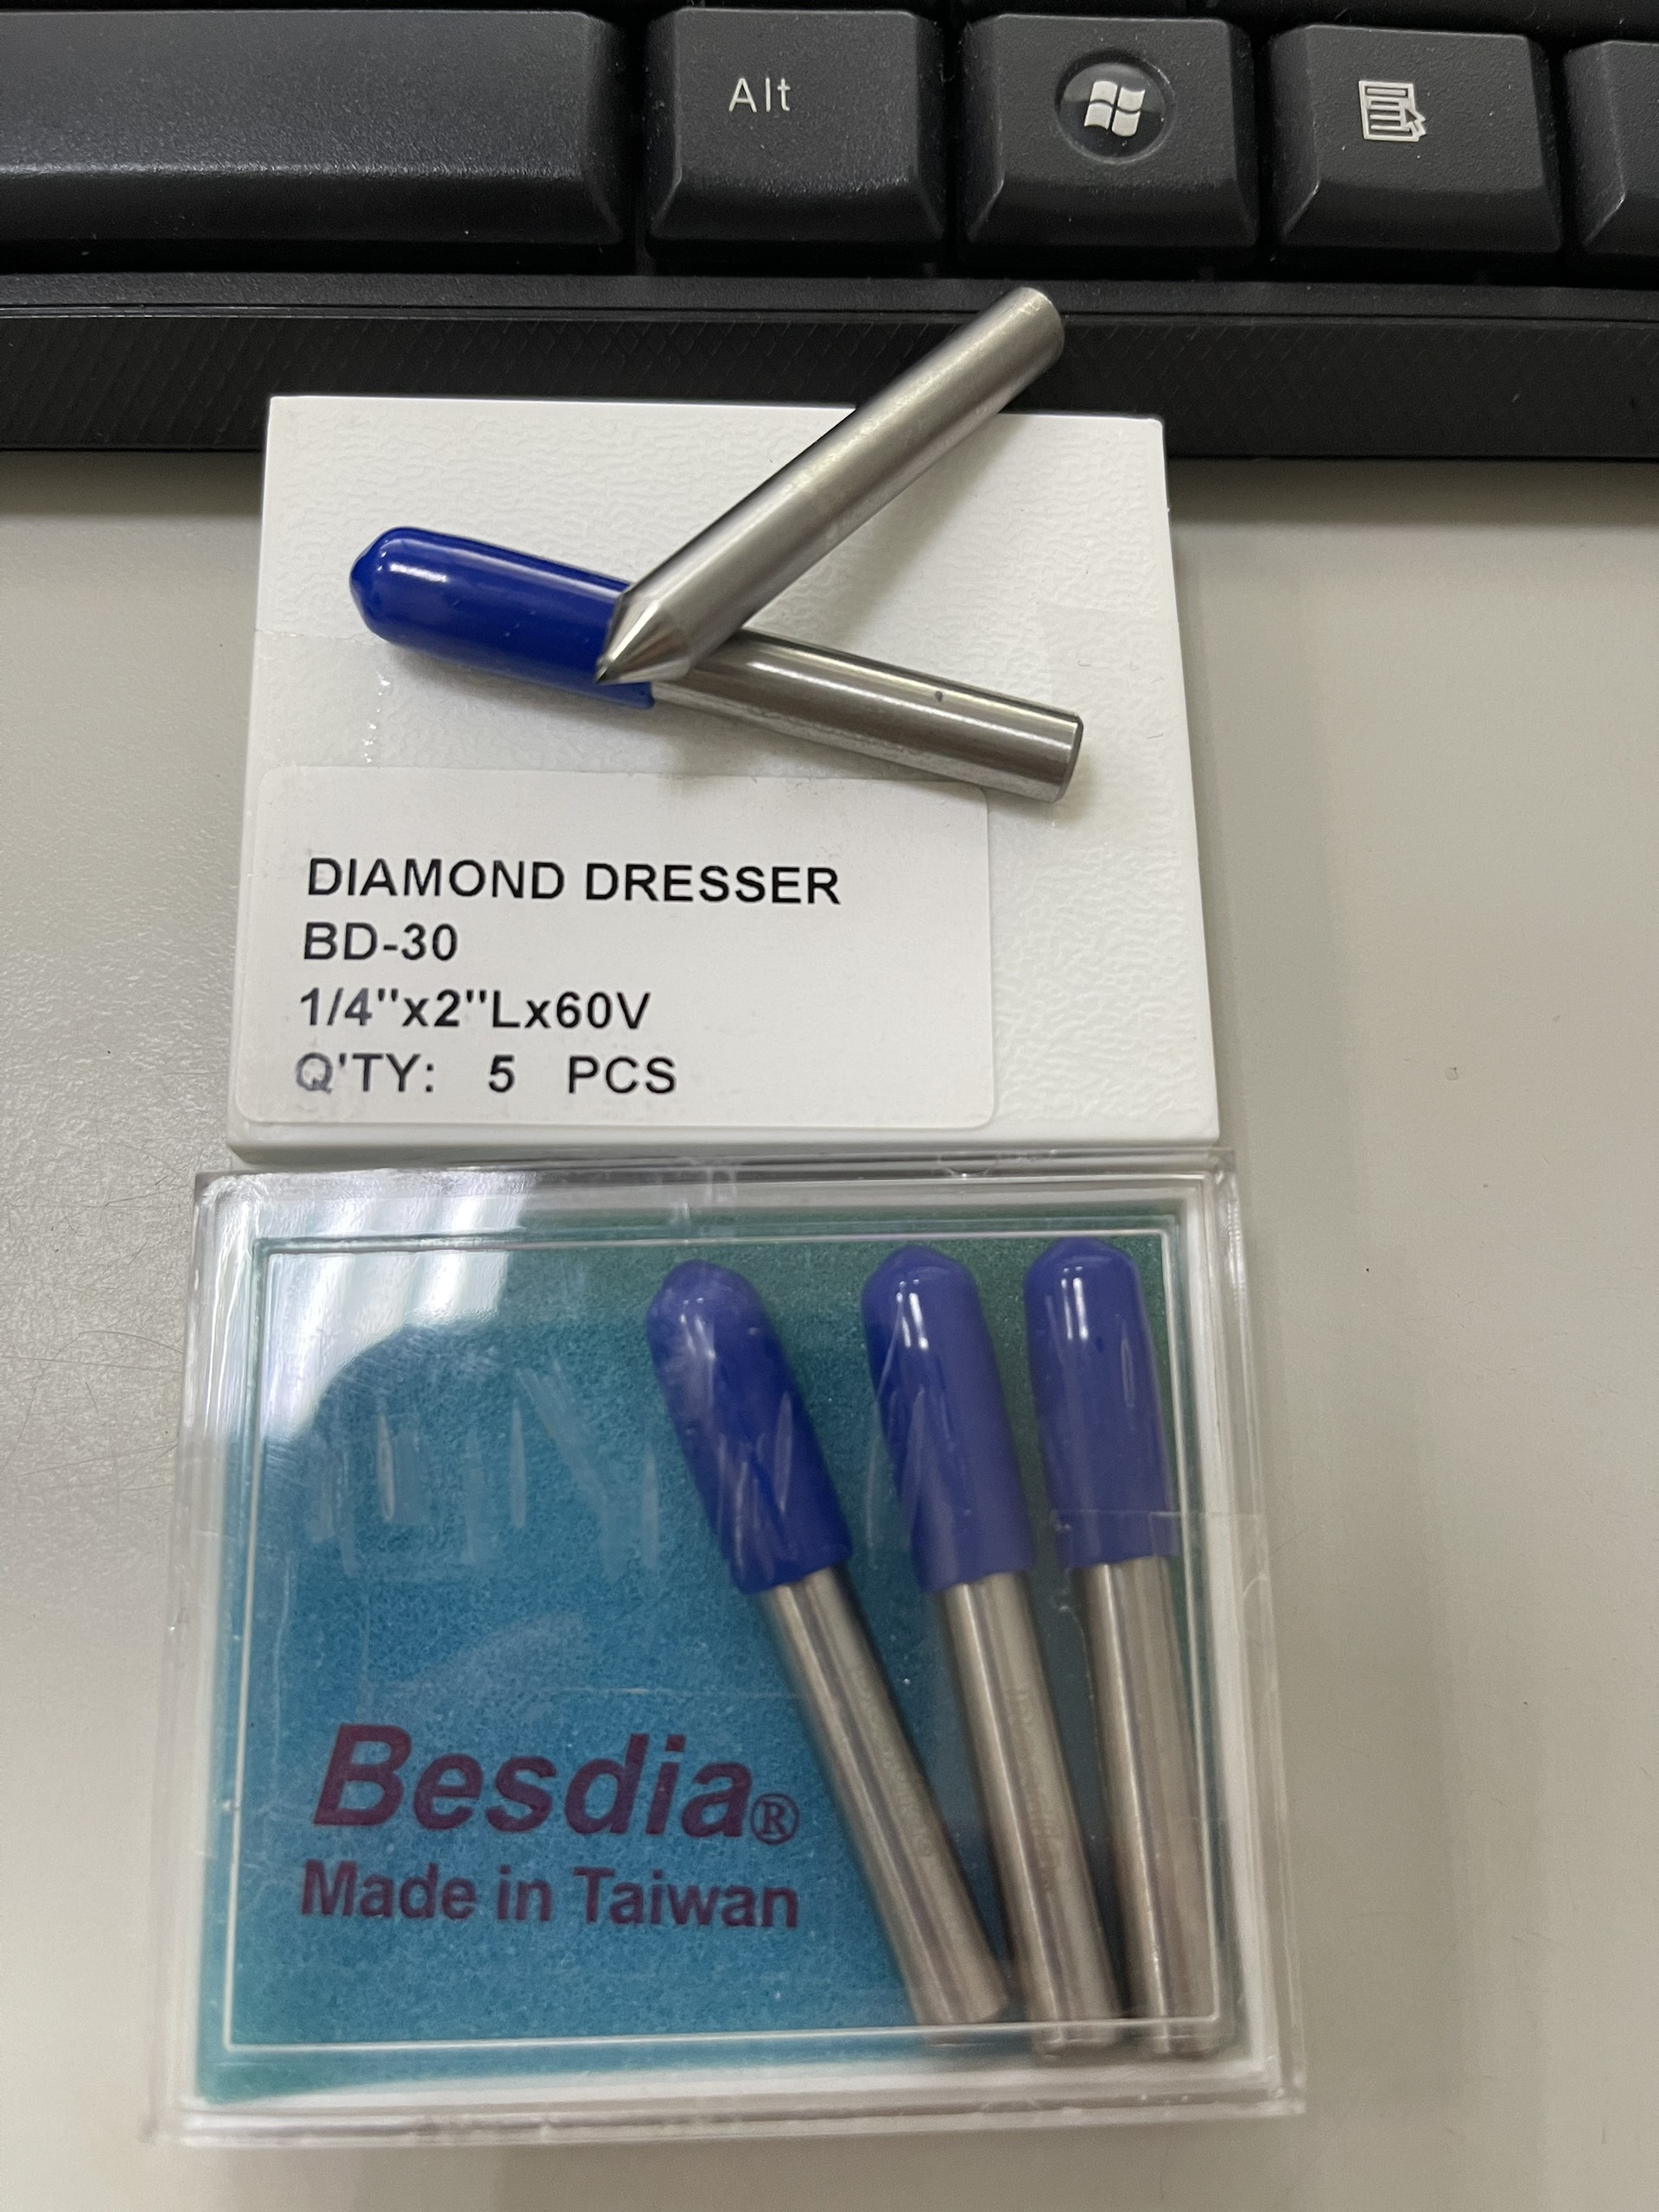 Alt
DIAMOND DRESSER
BD-30
1/4"x2"Lx60V
Q'TY: 5 PCS
Besdia®
Made in Taiwan